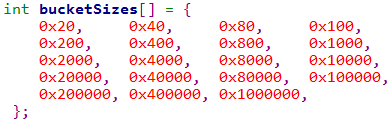 int bucketSizes[] = {
0x20, 0x40, 0x80, 0x100,
0x200, 0x400, 0x800, 0x1000,
0x2000, 0x4000, 0x8000, 0x10000,
0x20000, 0x40000, 0x80000, 0x100000,
0x200000, 0x400000, 0x1000000,
};